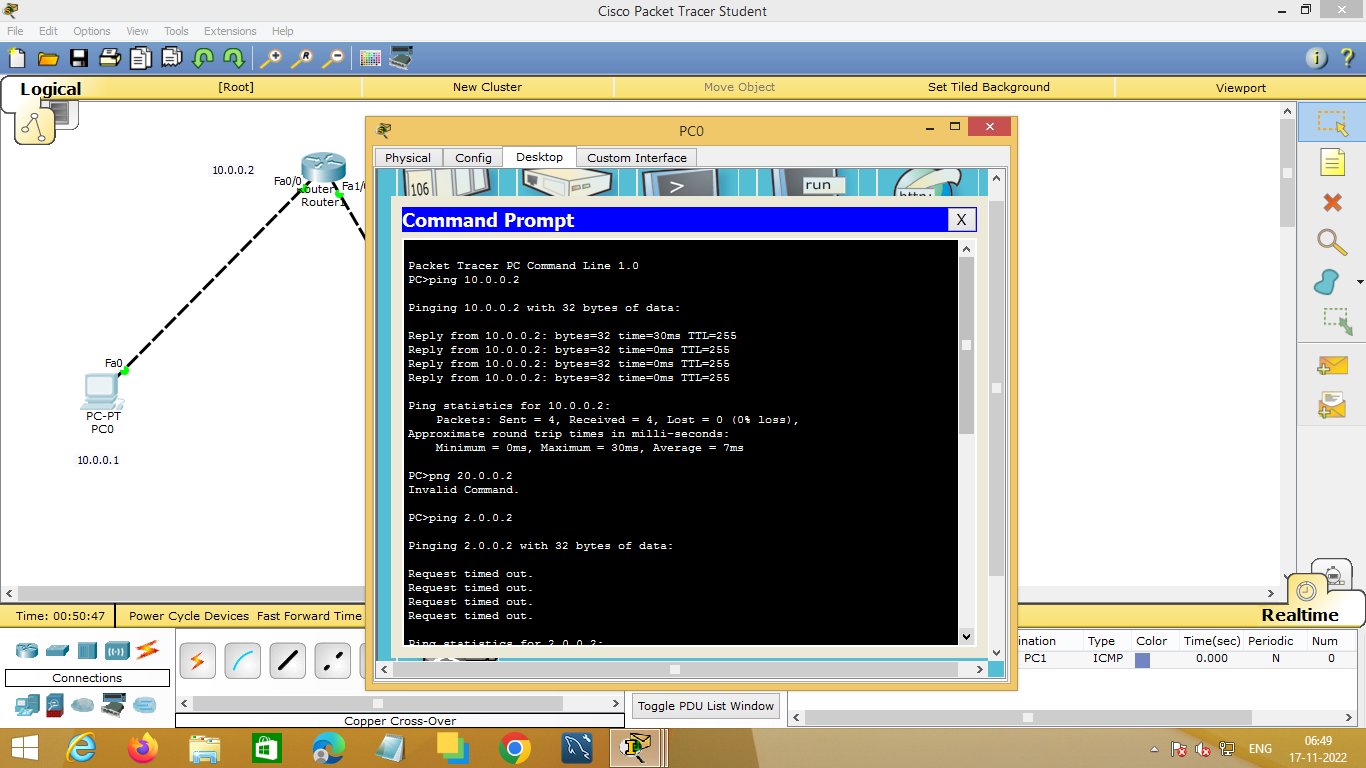 Cisco Packet Tracer Student
File Edit Options View Tools Extensions Help
Logical [Root] New Cluster Move Object Set Tiled Background Viewport
10.0.0.2
Fa0/0
Fa1/
Router
Router1
Fa0
PC-PT
PC0
10.0.0.1
PC0
Physical Config Desktop Custom Interface
106
>
run
http:
Command Prompt X
Packet Tracer PC Command Line 1.0
PC>ping 10.0.0.2
Pinging 10.0.0.2 with 32 bytes of data:
Reply from 10.0.0.2: bytes=32 time=30ms TTL=255
Reply from 10.0.0.2: bytes=32 time=0ms TTL=255
Reply from 10.0.0.2: bytes=32 time=0ms TTL=255
Reply from 10.0.0.2: bytes=32 time=0ms TTL=255
Ping statistics for 10.0.0.2:
Packets: Sent = 4, Received = 4, Lost = 0 (0% loss),
Approximate round trip times in milli-seconds:
Minimum = 0ms, Maximum = 30ms, Average = 7ms
PC>png 20.0.0.2
Invalid Command.
PC>ping 2.0.0.2
Pinging 2.0.0.2 with 32 bytes of data:
Request timed out.
Request timed out.
Request timed out.
Request timed out.
Ping statistics for 2.0.0.2:
Time: 00:50:47 Power Cycle Devices Fast Forward Time
Realtime
Connections
Copper Cross-Over
Toggle PDU List Window
ination Type Color Time(sec) Periodic Num
PC1 ICMP 0.000 N 0
ENG
06:49
17-11-2022